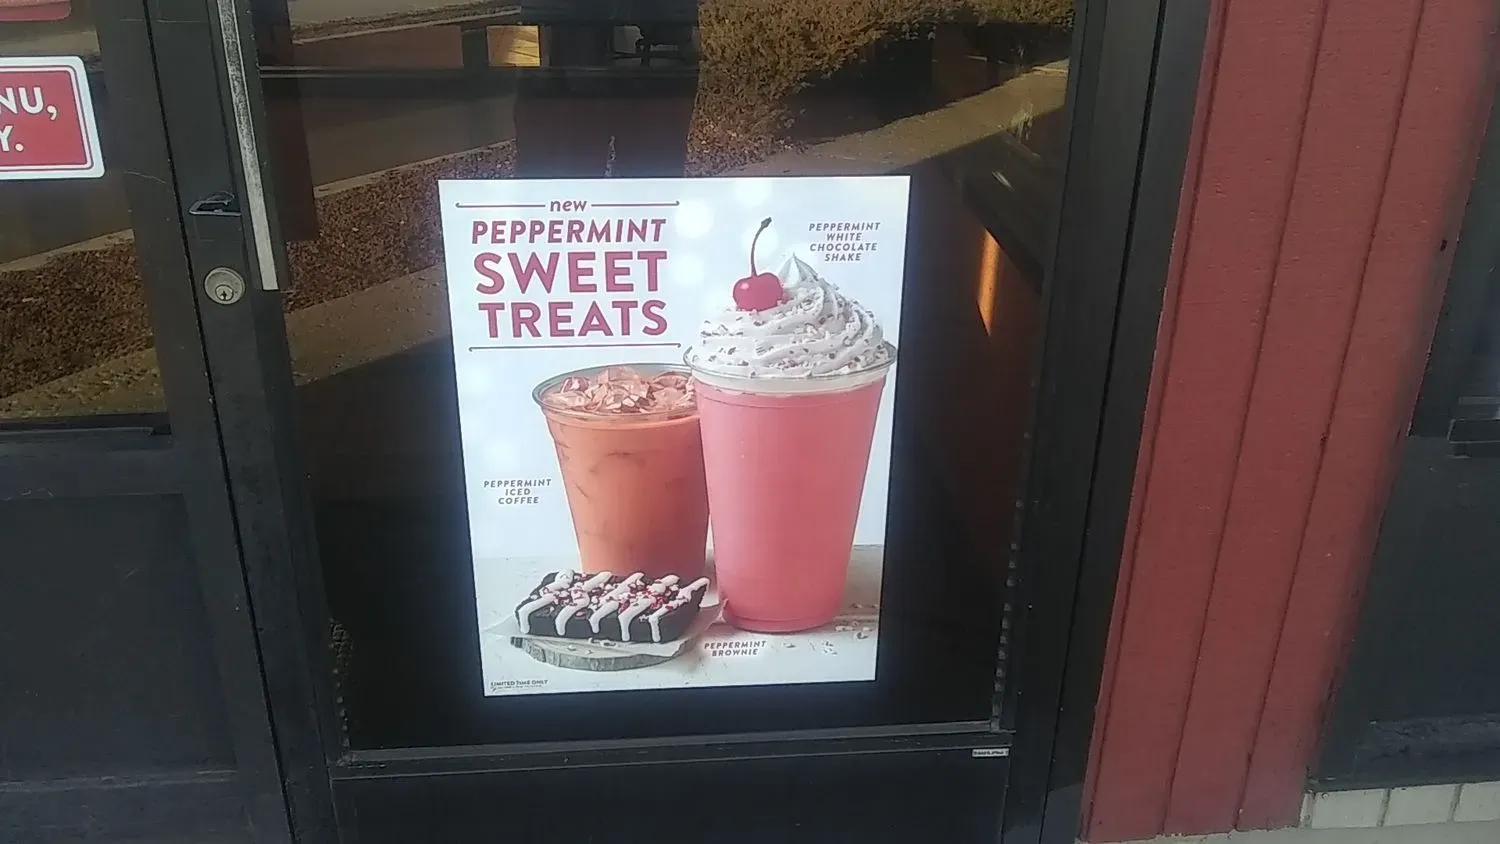 NU,
Y.
new
PEPPERMINT
SWEET
TREATS
PEPPERMINT
WHITE
CHOCOLATE
SHAKE
PEPPERMINT
ICED
COFFEE
PEPPERMINT
BROWNIE
LIMITED TIME ONLY